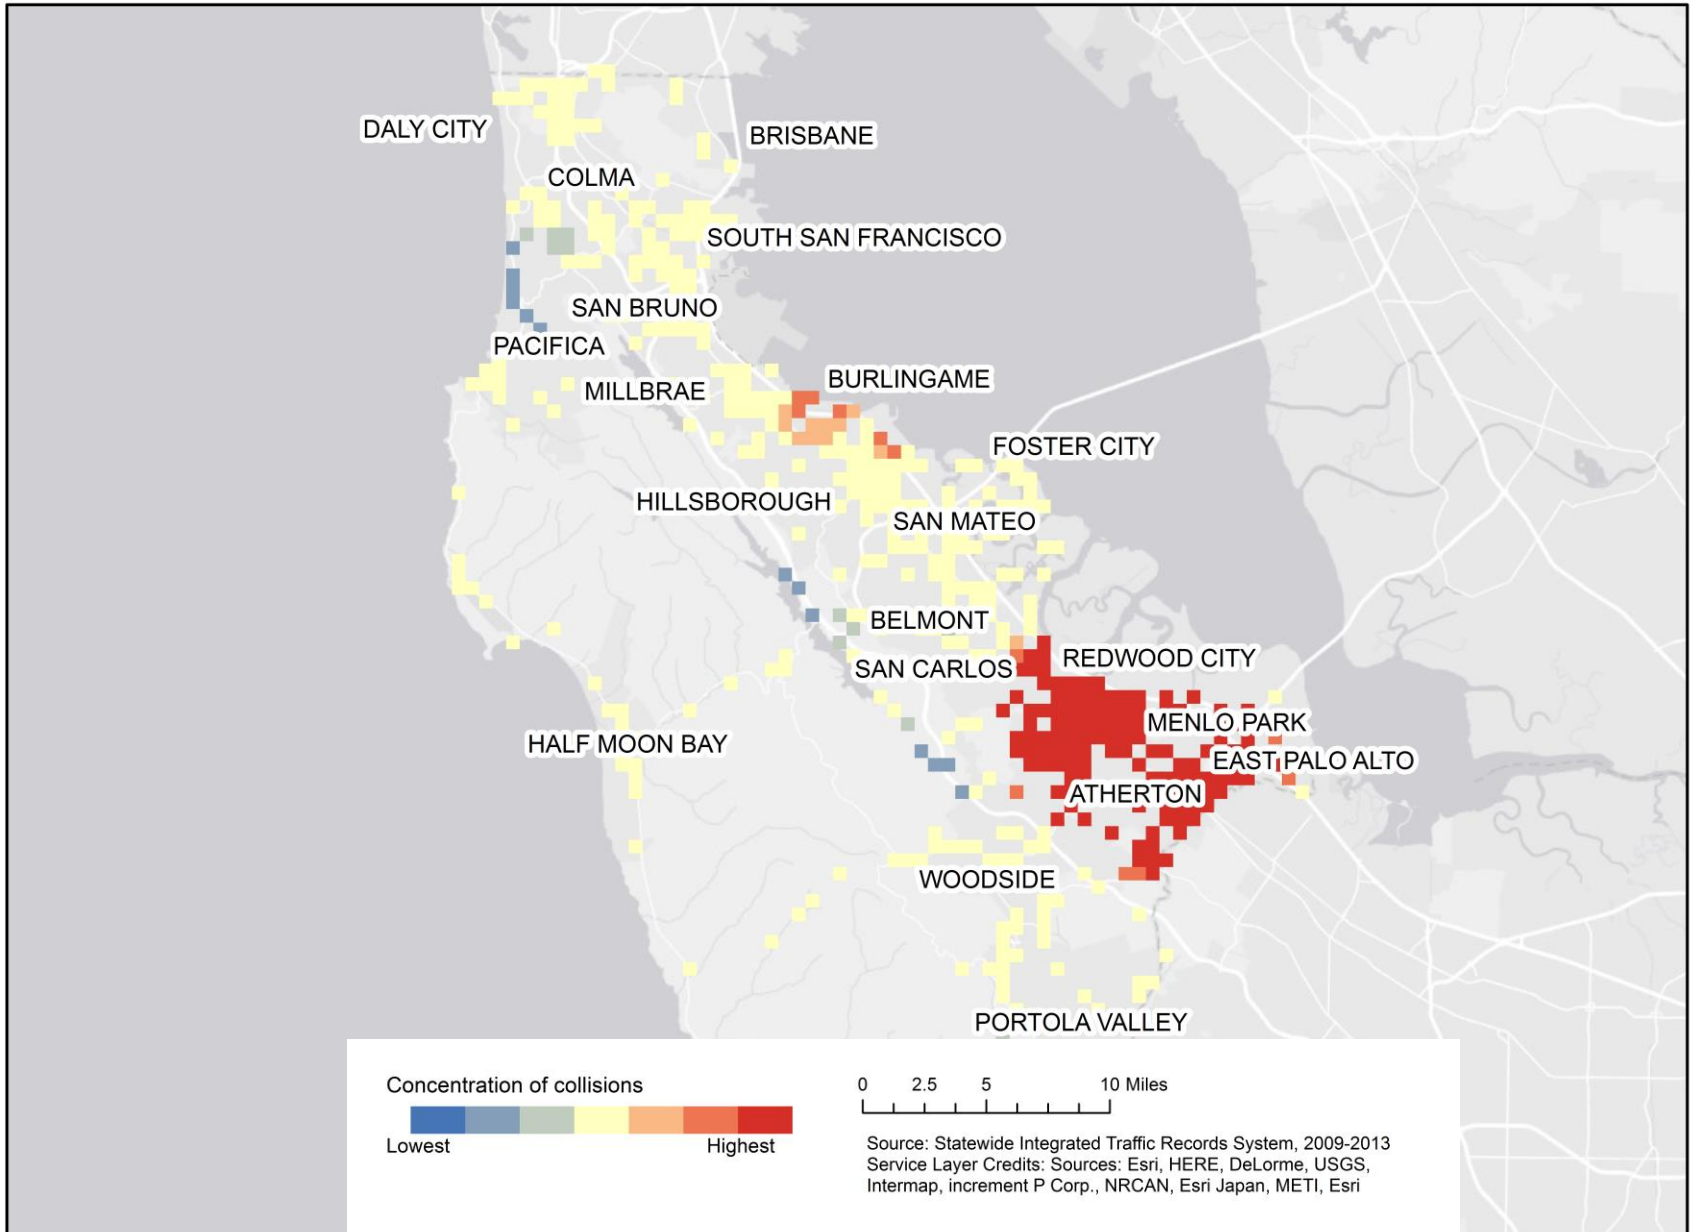 DALY CITY
BRISBANE
COLMA
SOUTH SAN FRANCISCO
SAN BRUNO
PACIFICA
MILLBRAE
BURLINGAME
FOSTER CITY
HILLSBOROUGH
SAN MATEO
BELMONT
REDWOOD CITY
SAN CARLOS
MENLO PARK
HALF MOON BAY
EAST PALO ALTO
ATHERTON
WOODSIDE
PORTOLA VALLEY
Concentration of collisions
Lowest
Highest
0 2.5 5 10 Miles
Source: Statewide Integrated Traffic Records System, 2009-2013
Service Layer Credits: Sources: Esri, HERE, DeLorme, USGS,
Intermap, increment P Corp., NRCAN, Esri Japan, METI, Esri